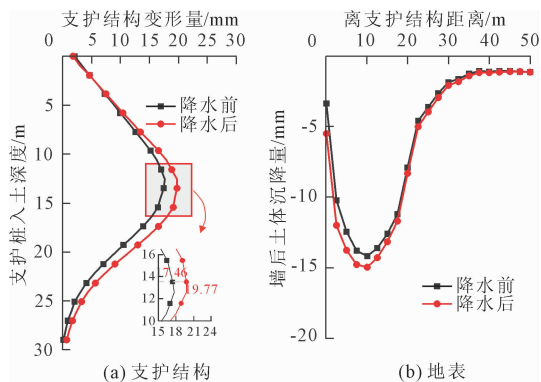 支护结构变形量/mm
0 5 10 15 20 25 30
支护桩入土深度/m
5
10
15
20
25
30
降水前
降水后
16
14
12
10
7.46
19.77
15 18 21 24
(a) 支护结构
离支护结构距离/m
0 10 20 30 40 50
墙后土体沉降量/mm
0
-5
-10
-15
-20
降水前
降水后
(b) 地表